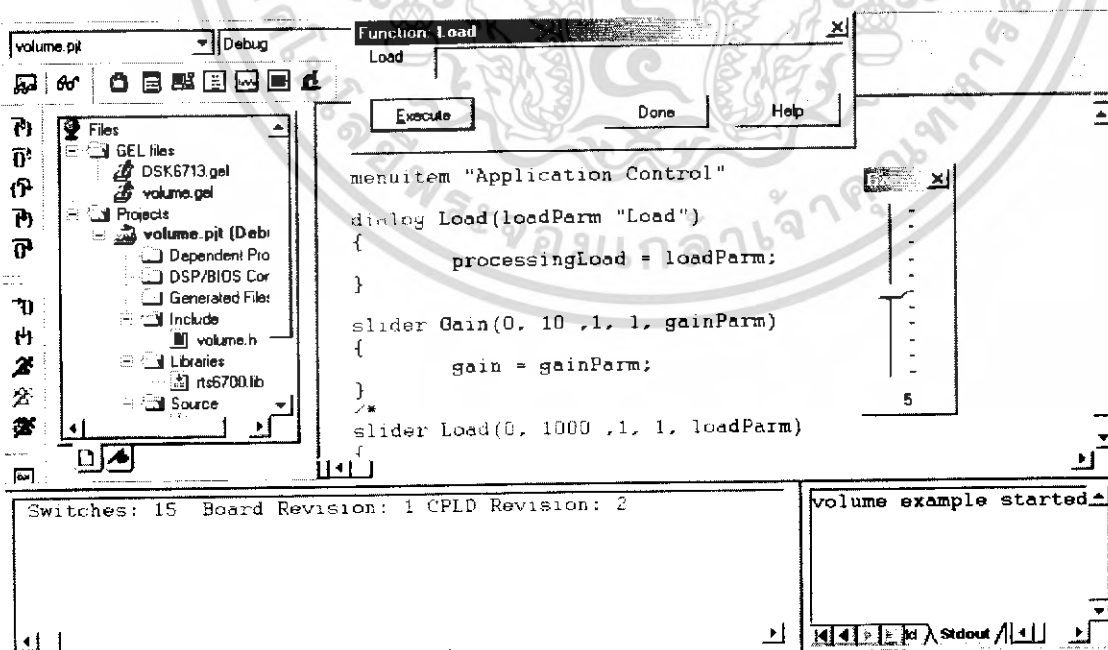 volume.pjt
Debug
Function Load
Load
Execute
Done
Help
Files
GEL files
DSK6713.gel
volume.gel
Projects
volume.pjt (Debu
Dependent Pro
DSP/BIOS Cor
Generated Files
Include
volume.h
Libraries
rts6700.lib
Source
menuitem "Application Control"
dialog Load(loadParm "Load")
{
processingLoad = loadParm;
}
slider Gain(0, 10 ,1, 1, gainParm)
{
gain = gainParm;
}
/*
slider Load(0, 1000 ,1, 1, loadParm)
{
5
Switches: 15 Board Revision: 1 CPLD Revision: 2
volume example started
Stdout